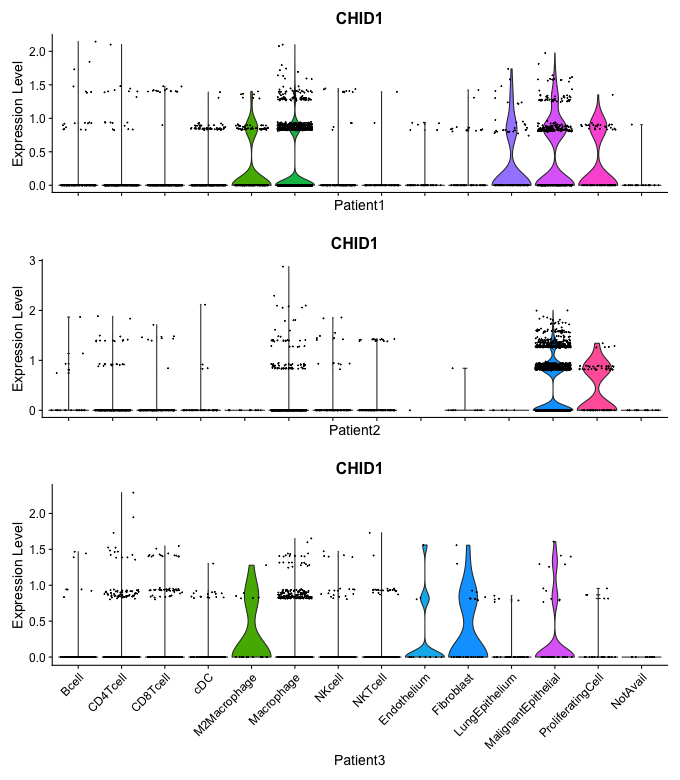 CHID1
Expression Level
2.0
1.5
1.0
0.5
0.0
Patient1
CHID1
Expression Level
3
2
1
0
Patient2
CHID1
Expression Level
2.0
1.5
1.0
0.5
0.0
Bcell
CD4Tcell
CD8Tcell
cDC
M2Macrophage
Macrophage
NKcell
NKTcell
Endothelium
Fibroblast
LungEpithelium
MalignantEpithelial
ProliferatingCell
NotAvail
Patient3